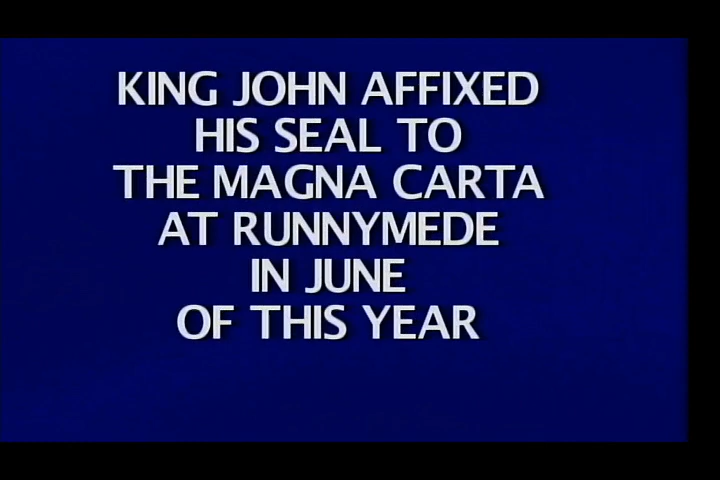 KING JOHN AFFIXED
HIS SEAL TO
THE MAGNA CARTA
AT RUNNYMEDE
IN JUNE
OF THIS YEAR